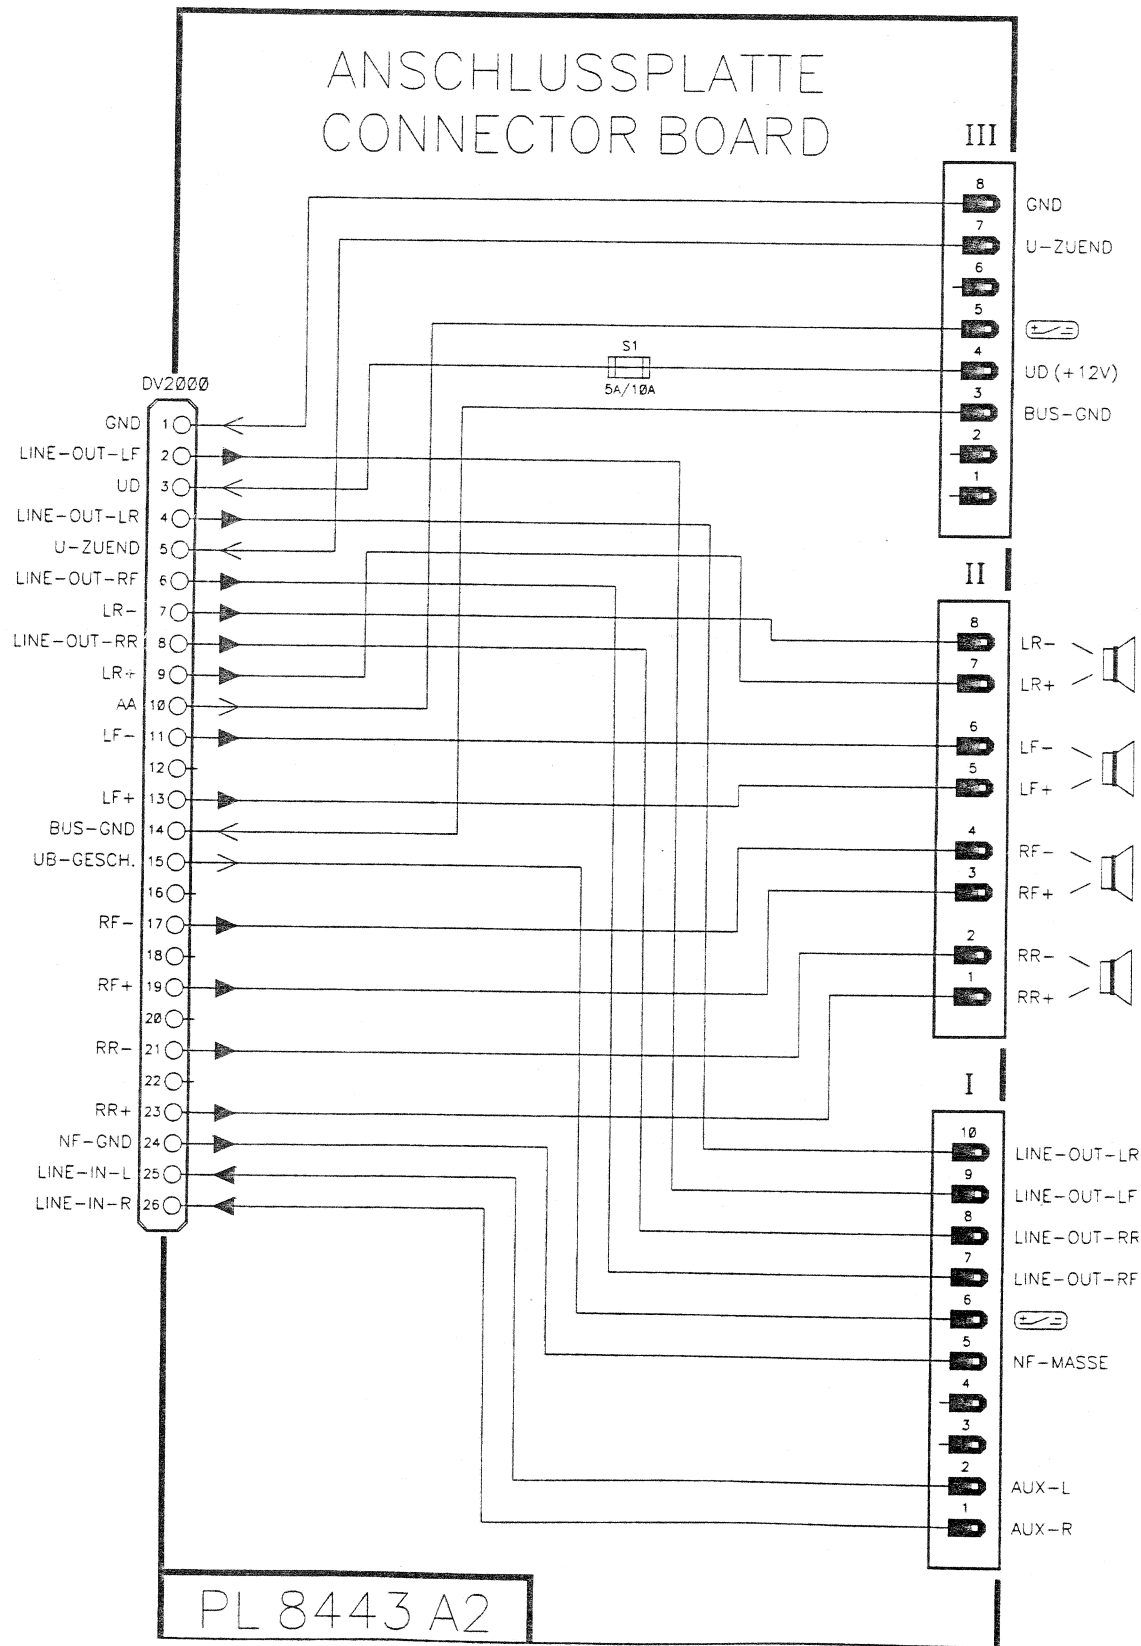 ANSCHLUSSPLATTE
CONNECTOR BOARD
III
8
GND
7
U-ZUEND
6
5
4
UD (+12V)
3
BUS-GND
2
1
S1
5A/10A
DV2000
GND 1
LINE-OUT-LF 2
UD 3
LINE-OUT-LR 4
U-ZUEND 5
LINE-OUT-RF 6
LR- 7
LINE-OUT-RR 8
LR+ 9
AA 10
LF- 11
12
LF+ 13
BUS-GND 14
UB-GESCH. 15
16
RF- 17
18
RF+ 19
20
RR- 21
22
RR+ 23
NF-GND 24
LINE-IN-L 25
LINE-IN-R 26
II
8
LR-
7
LR+
6
LF-
5
LF+
4
RF-
3
RF+
2
RR-
1
RR+
I
10
LINE-OUT-LR
9
LINE-OUT-LF
8
LINE-OUT-RR
7
LINE-OUT-RF
6
5
NF-MASSE
4
3
2
AUX-L
1
AUX-R
PL 8443 A2